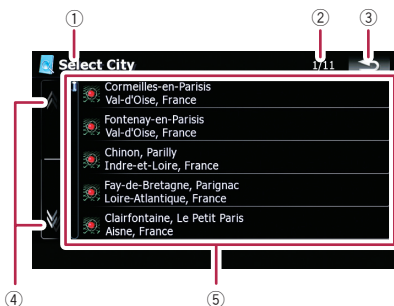 ① ② ③
Select City 1/11
Cormeilles-en-Parisis
Val-d'Oise, France
Fontenay-en-Parisis
Val-d'Oise, France
Chinon, Parilly
Indre-et-Loire, France
Fay-de-Bretagne, Parignac
Loire-Atlantique, France
Clairfontaine, Le Petit Paris
Aisne, France
④ ⑤